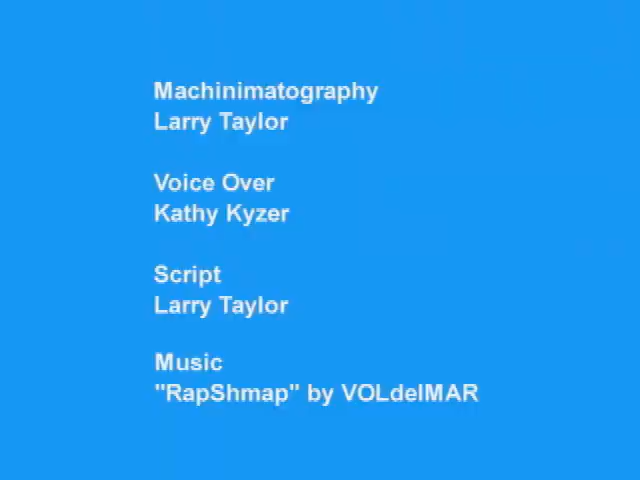 Machinimatography
Larry Taylor
Voice Over
Kathy Kyzer
Script
Larry Taylor
Music
"RapShmap" by VOLdelMAR